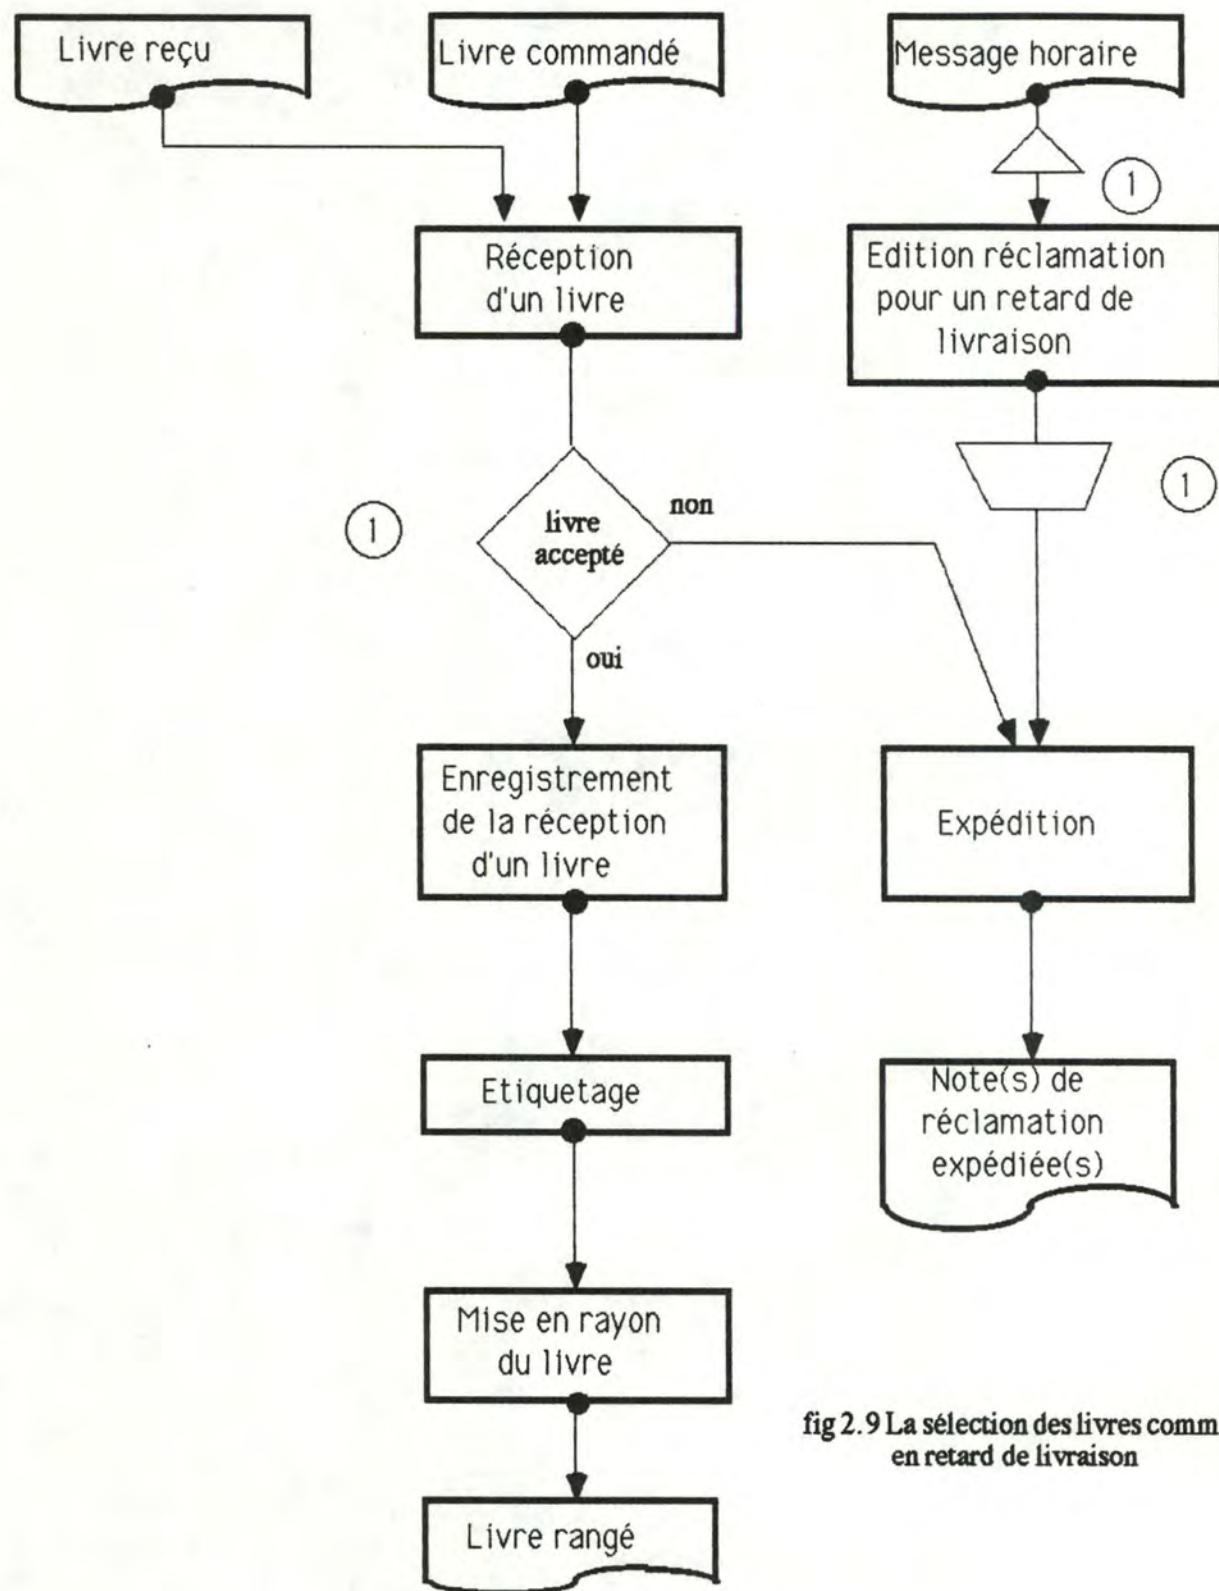 Livre reçu
Livre commandé
Message horaire
1
Réception
d'un livre
Edition réclamation
pour un retard de
livraison
1
livre
accepté
non
1
oui
Enregistrement
de la réception
d'un livre
Expédition
Etiquetage
Note(s) de
réclamation
expédiée(s)
Mise en rayon
du livre
fig 2.9 La sélection des livres comm
en retard de livraison
Livre rangé